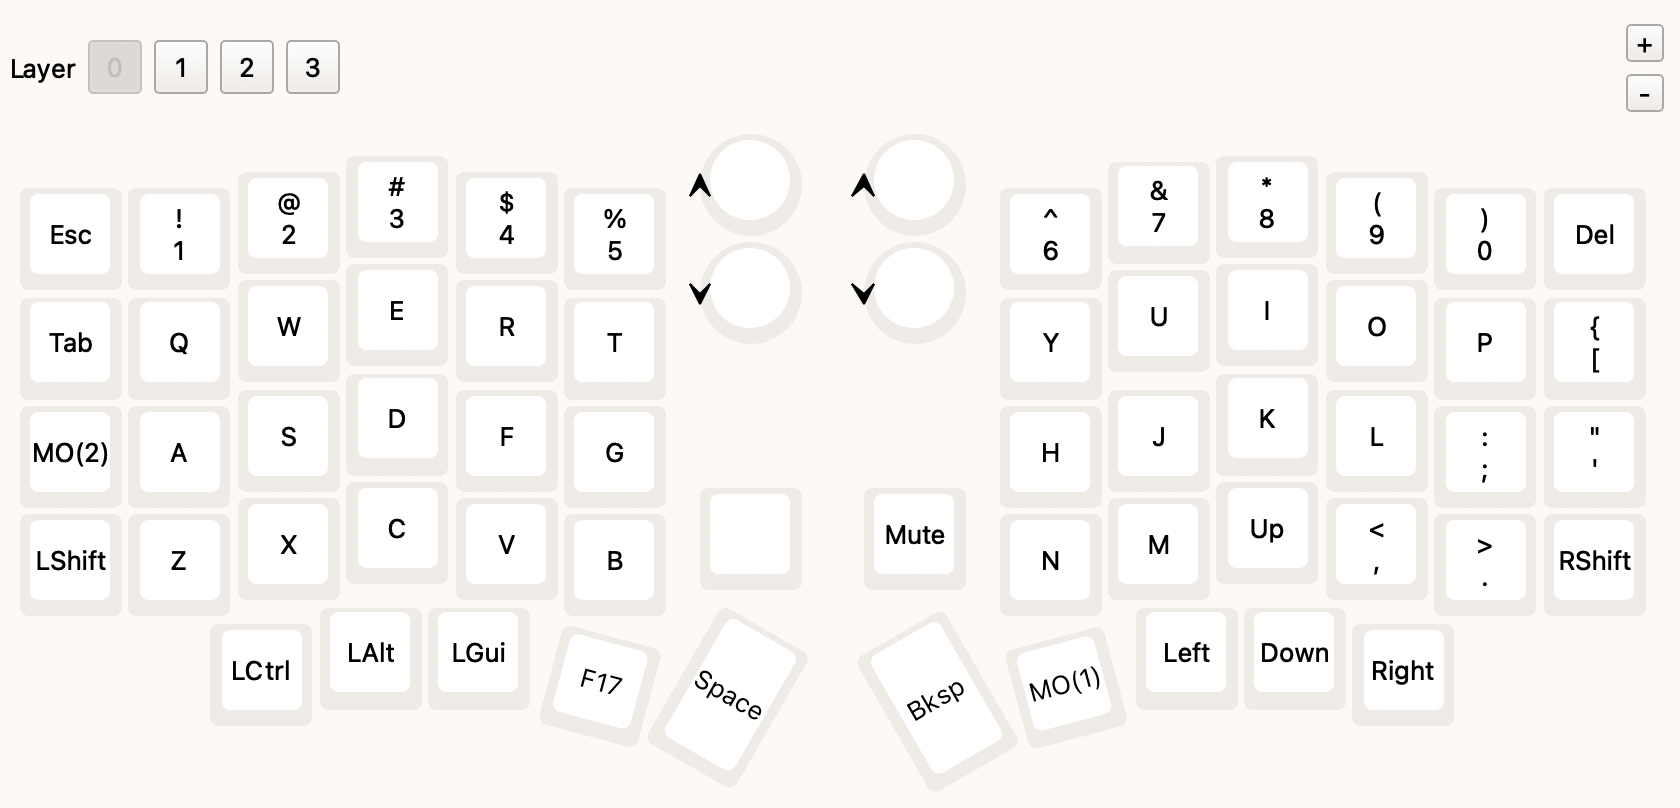 Layer 0 1 2 3
+
-
Esc ! 1 @ 2 # 3 $ 4 % 5 ^ 6 & 7 * 8 ( 9 ) 0 Del
Tab Q W E R T Y U I O P { [
MO(2) A S D F G H J K L : ; " '
LShift Z X C V B Mute N M Up < , > . RShift
LCtrl LAlt LGui F17 Space Bksp MO(1) Left Down Right